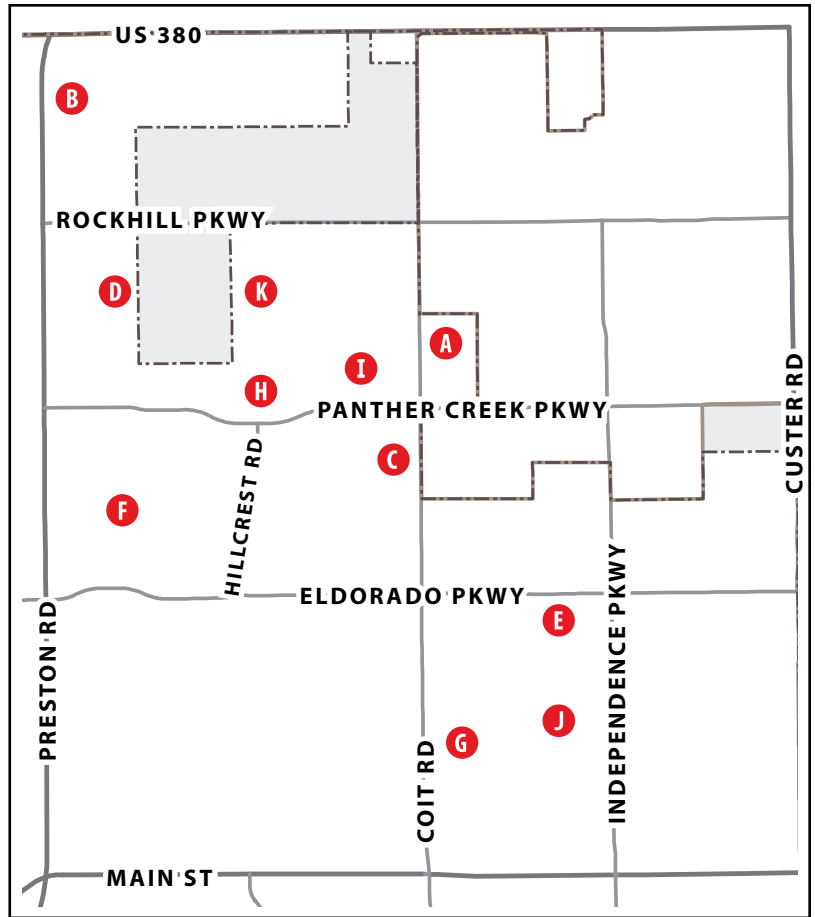 US 380
B
ROCKHILL PKWY
D
K
A
I
H
PANTHER CREEK PKWY
CUSTER RD
C
HILLCREST RD
F
ELDORADO PKWY
E
PRESTON RD
INDEPENDENCE PKWY
J
G
COIT RD
MAIN ST